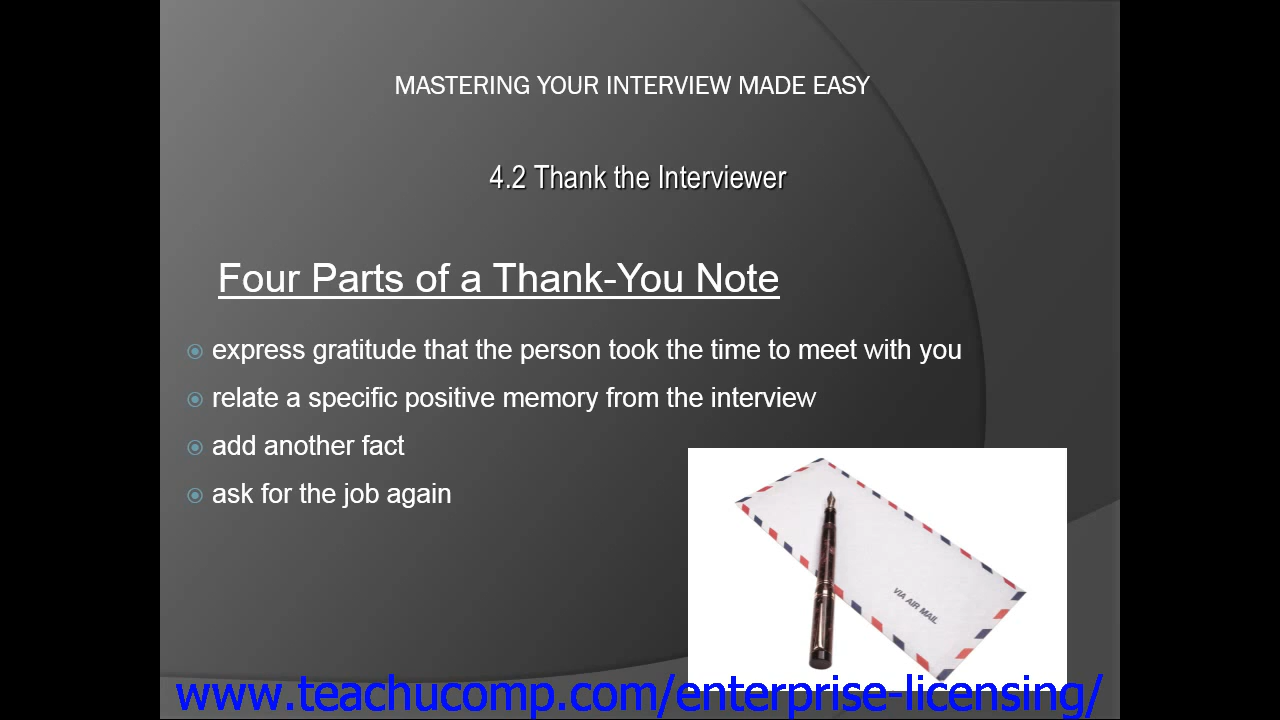 MASTERING YOUR INTERVIEW MADE EASY
4.2 Thank the Interviewer
Four Parts of a Thank-You Note
express gratitude that the person took the time to meet with you
relate a specific positive memory from the interview
add another fact
ask for the job again
VIA AIR MAIL
www.teachucomp.com/enterprise-licensing/